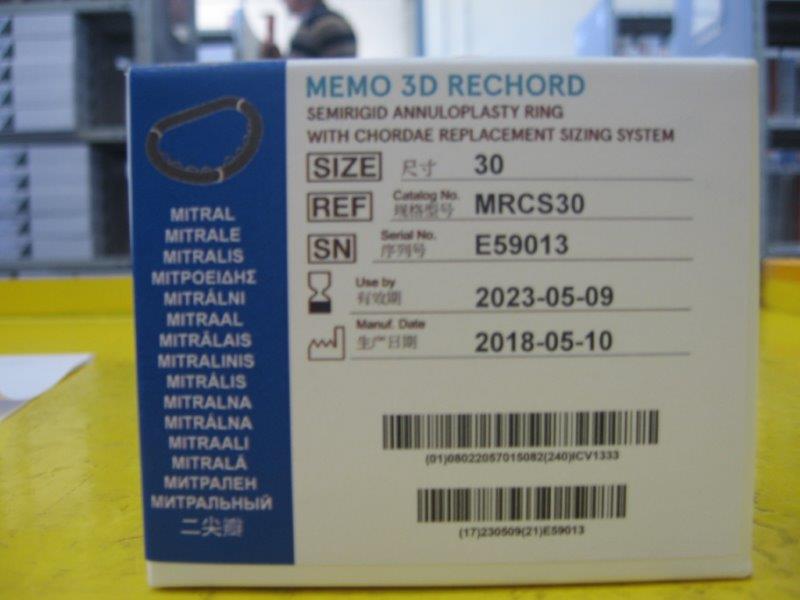 MEMO 3D RECHORD
SEMIRIGID ANNULOPLASTY RING
WITH CHORDAE REPLACEMENT SIZING SYSTEM
SIZE 尺寸 30
REF Catalog No. 规格型号 MRCS30
SN Serial No. 序列号 E59013
Use by 有效期 2023-05-09
Manuf. Date 生产日期 2018-05-10
(01)08022057015082(240)ICV1333
(17)230509(21)E59013
MITRAL
MITRALE
MITRALIS
ΜΙΤΡΟΕΙΔΗΣ
MITRÁLNI
MITRAAL
MITRĀLAIS
MITRALINIS
MITRÁLIS
MITRALNA
MITRÁLNA
MITRAALI
MITRALĂ
МИТРАЛЕН
МИТРАЛЬНЫЙ
二尖瓣